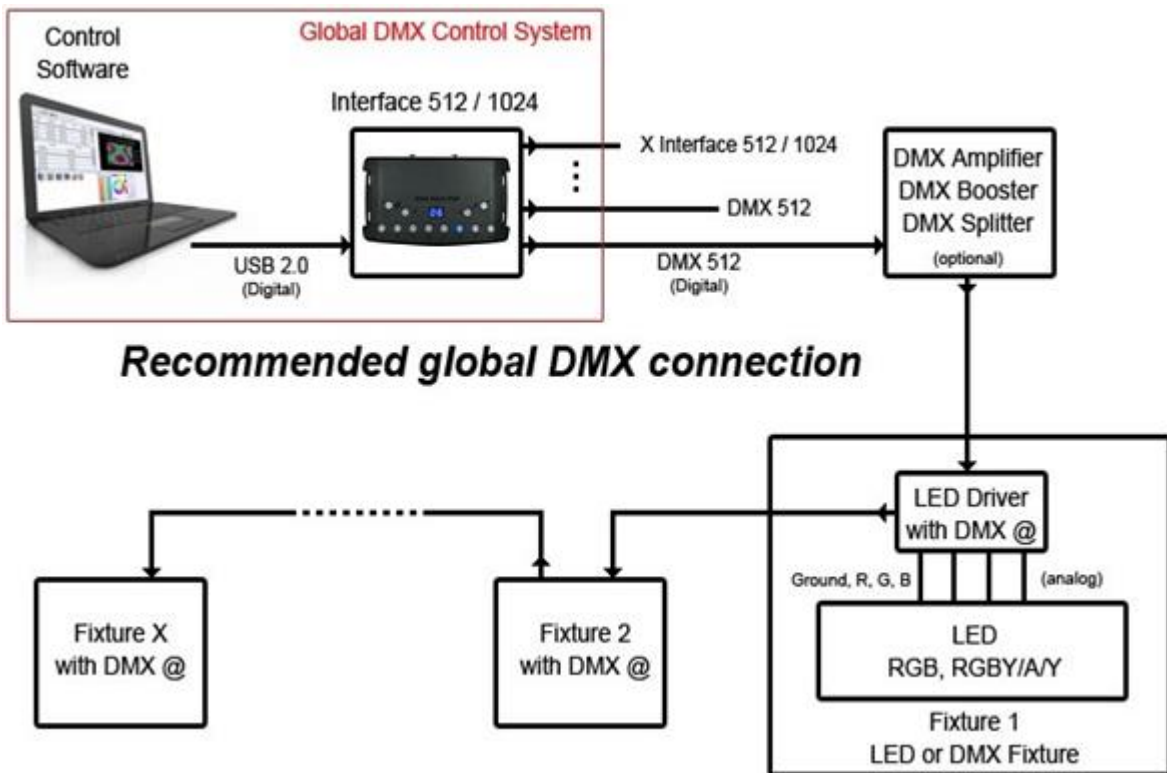 Control
Software
Global DMX Control System
Interface 512 / 1024
X Interface 512 / 1024
DMX 512
USB 2.0
(Digital)
DMX 512
(Digital)
DMX Amplifier
DMX Booster
DMX Splitter
(optional)
Recommended global DMX connection
LED Driver
with DMX @
Ground, R, G, B
(analog)
LED
RGB, RGBY/A/Y
Fixture 1
LED or DMX Fixture
Fixture 2
with DMX @
Fixture X
with DMX @